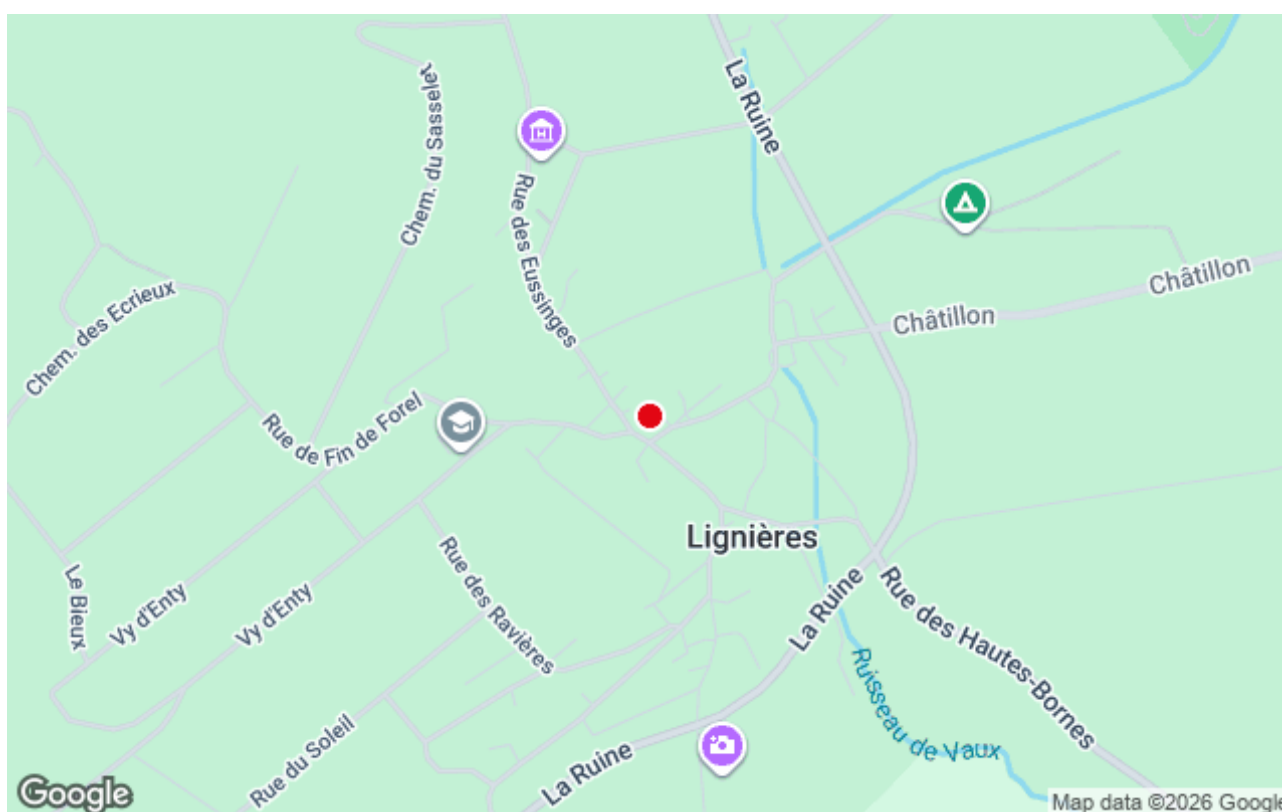 La Ruine
Chem. du Sasselet
Rue des Eussinges
Châtillon
Châtillon
Chem. des Ecrieux
Rue de Fin de Forel
Lignières
Le Bieux
Vy d'Enty
Vy d'Enty
Rue des Ravières
La Ruine
Rue des Hautes-Bornes
Ruisseau de Vaux
Rue du Soleil
La Ruine
Google
Map data ©2026 Google